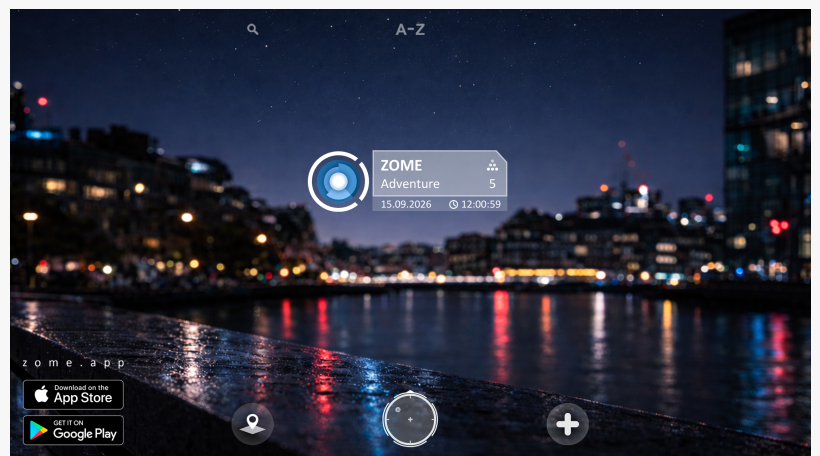 A-Z
ZOME
Adventure 5
15.09.2026 12:00:59
zome.app
Download on the
App Store
GET IT ON
Google Play